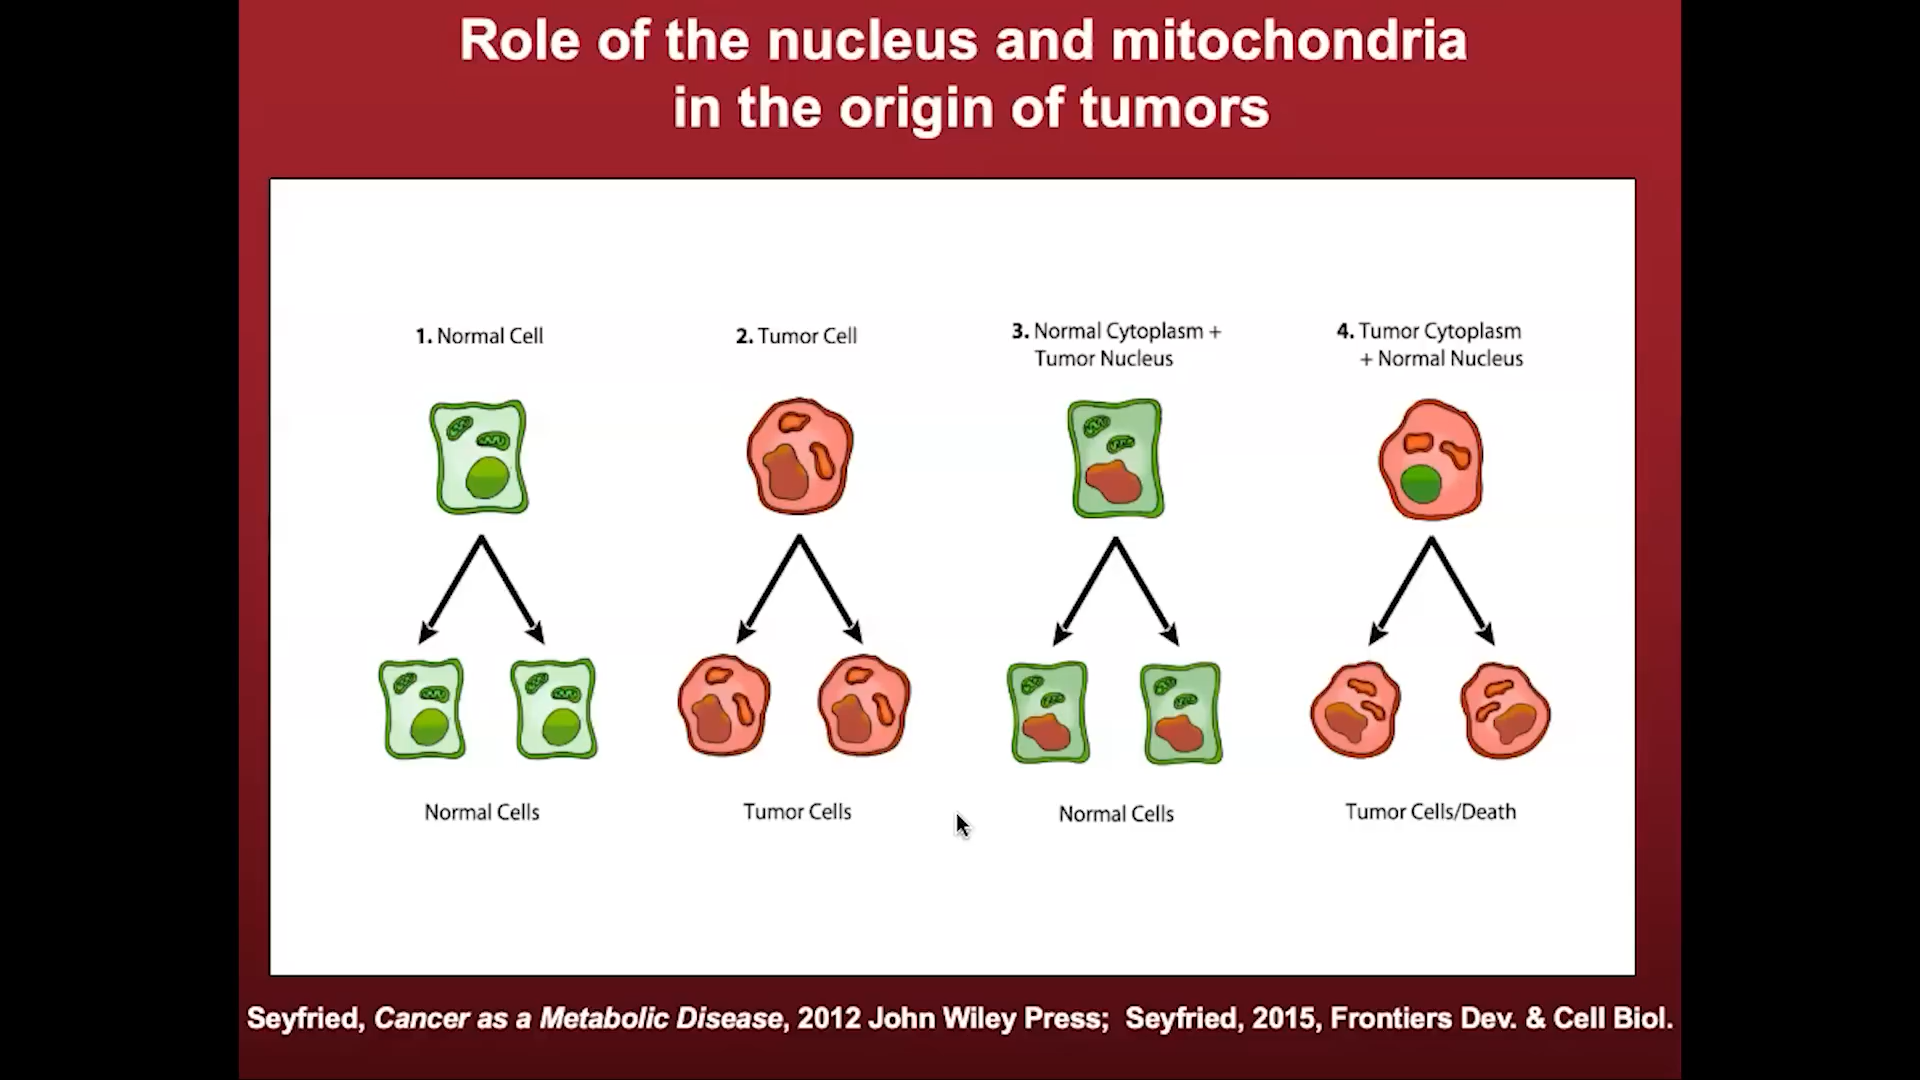 Role of the nucleus and mitochondria
in the origin of tumors
1. Normal Cell
2. Tumor Cell
3. Normal Cytoplasm +
Tumor Nucleus
4. Tumor Cytoplasm
+ Normal Nucleus
Normal Cells
Tumor Cells
Normal Cells
Tumor Cells/Death
Seyfried, Cancer as a Metabolic Disease, 2012 John Wiley Press; Seyfried, 2015, Frontiers Dev. & Cell Biol.